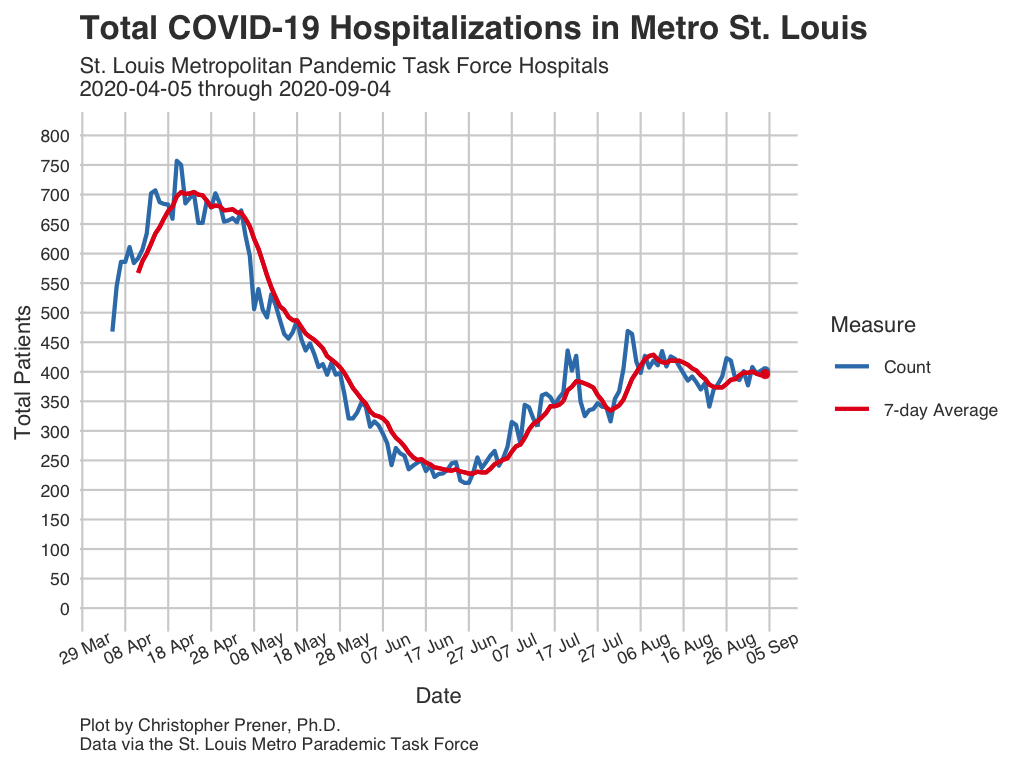 Total COVID-19 Hospitalizations in Metro St. Louis
St. Louis Metropolitan Pandemic Task Force Hospitals
2020-04-05 through 2020-09-04
800
750
700
650
600
550
500
450
400
350
300
250
200
150
100
50
0
Total Patients
29 Mar
08 Apr
18 Apr
28 Apr
08 May
18 May
28 May
07 Jun
17 Jun
27 Jun
07 Jul
17 Jul
27 Jul
06 Aug
16 Aug
26 Aug
05 Sep
Date
Measure
Count
7-day Average
Plot by Christopher Prener, Ph.D.
Data via the St. Louis Metro Parademic Task Force